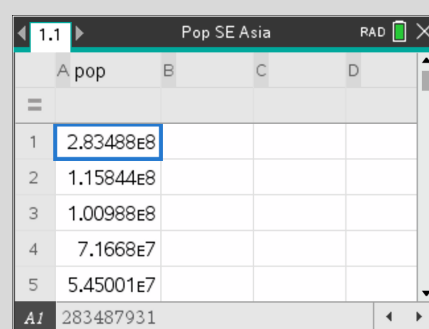 1.1 Pop SE Asia RAD
A pop B C D
=
1 2.83488E8
2 1.15844E8
3 1.00988E8
4 7.1668E7
5 5.45001E7
A1 283487931